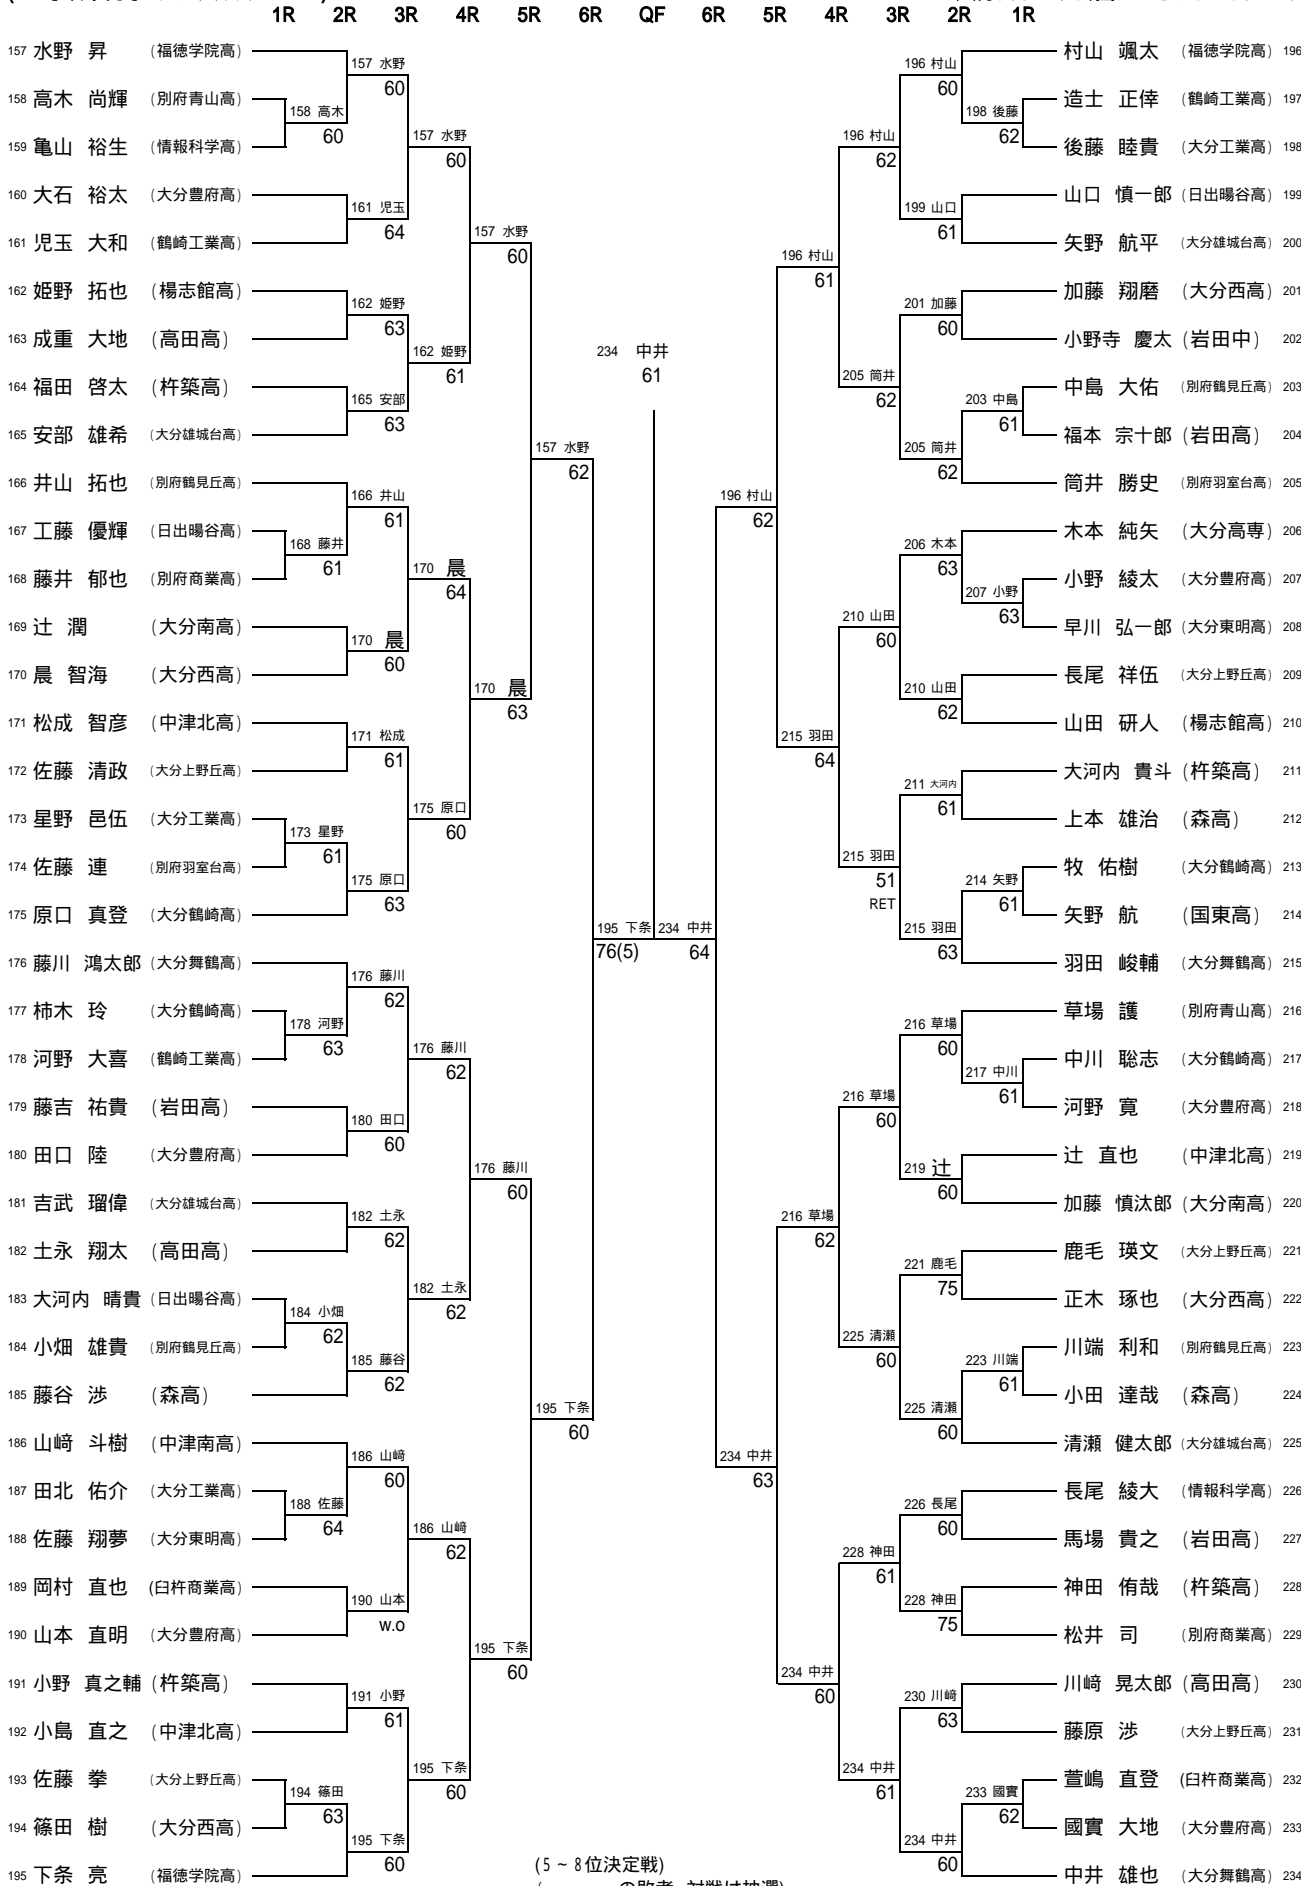 1R 2R 3R 4R 5R 6R QF 6R 5R 4R 3R 2R 1R
157 水野 昇 (福徳学院高)
158 高木 尚輝 (別府青山高)
159 亀山 裕生 (情報科学高)
160 大石 裕太 (大分豊府高)
161 児玉 大和 (鶴崎工業高)
162 姫野 拓也 (楊志館高)
163 成重 大地 (高田高)
164 福田 啓太 (杵築高)
165 安部 雄希 (大分雄城台高)
166 井山 拓也 (別府鶴見丘高)
167 工藤 優輝 (日出暘谷高)
168 藤井 郁也 (別府商業高)
169 辻 潤 (大分南高)
170 晨 智海 (大分西高)
171 松成 智彦 (中津北高)
172 佐藤 清政 (大分上野丘高)
173 星野 邑伍 (大分工業高)
174 佐藤 連 (別府羽室台高)
175 原口 真登 (大分鶴崎高)
176 藤川 鴻太郎 (大分舞鶴高)
177 柿木 玲 (大分鶴崎高)
178 河野 大喜 (鶴崎工業高)
179 藤吉 祐貴 (岩田高)
180 田口 陸 (大分豊府高)
181 吉武 瑠偉 (大分雄城台高)
182 土永 翔太 (高田高)
183 大河内 晴貴 (日出暘谷高)
184 小畑 雄貴 (別府鶴見丘高)
185 藤谷 渉 (森高)
186 山﨑 斗樹 (中津南高)
187 田北 佑介 (大分工業高)
188 佐藤 翔夢 (大分東明高)
189 岡村 直也 (臼杵商業高)
190 山本 直明 (大分豊府高)
191 小野 真之輔 (杵築高)
192 小島 直之 (中津北高)
193 佐藤 拳 (大分上野丘高)
194 篠田 樹 (大分西高)
195 下条 亮 (福徳学院高)
158 高木
60
168 藤井
61
173 星野
61
178 河野
63
184 小畑
62
188 佐藤
64
194 篠田
63
157 水野
60
161 児玉
64
162 姫野
63
165 安部
63
166 井山
61
170 晨
60
171 松成
61
175 原口
63
176 藤川
62
180 田口
60
182 土永
62
185 藤谷
62
186 山﨑
60
190 山本
w.o
191 小野
61
195 下条
60
157 水野
60
162 姫野
61
170 晨
64
175 原口
60
176 藤川
62
182 土永
62
186 山﨑
62
195 下条
60
157 水野
60
170 晨
63
176 藤川
60
195 下条
60
157 水野
62
195 下条
60
195 下条
76(5)
234 中井
61
234 中井
64
196 村山
62
234 中井
63
196 村山
61
215 羽田
64
216 草場
62
234 中井
60
196 村山
62
205 筒井
62
210 山田
60
215 羽田
51
RET
216 草場
60
225 清瀬
60
228 神田
61
234 中井
61
196 村山
60
199 山口
61
201 加藤
60
205 筒井
62
206 木本
63
210 山田
62
211 大河内
61
215 羽田
63
216 草場
60
219 辻
60
221 鹿毛
75
225 清瀬
60
226 長尾
60
228 神田
75
230 川﨑
63
234 中井
60
198 後藤
62
203 中島
61
207 小野
63
214 矢野
61
217 中川
61
223 川端
61
233 國實
62
村山 颯太 (福徳学院高) 196
造士 正倖 (鶴崎工業高) 197
後藤 睦貴 (大分工業高) 198
山口 慎一郎 (日出暘谷高) 199
矢野 航平 (大分雄城台高) 200
加藤 翔磨 (大分西高) 201
小野寺 慶太 (岩田中) 202
中島 大佑 (別府鶴見丘高) 203
福本 宗十郎 (岩田高) 204
筒井 勝史 (別府羽室台高) 205
木本 純矢 (大分高専) 206
小野 綾太 (大分豊府高) 207
早川 弘一郎 (大分東明高) 208
長尾 祥伍 (大分上野丘高) 209
山田 研人 (楊志館高) 210
大河内 貴斗 (杵築高) 211
上本 雄治 (森高) 212
牧 佑樹 (大分鶴崎高) 213
矢野 航 (国東高) 214
羽田 峻輔 (大分舞鶴高) 215
草場 護 (別府青山高) 216
中川 聡志 (大分鶴崎高) 217
河野 寛 (大分豊府高) 218
辻 直也 (中津北高) 219
加藤 慎汰郎 (大分南高) 220
鹿毛 瑛文 (大分上野丘高) 221
正木 琢也 (大分西高) 222
川端 利和 (別府鶴見丘高) 223
小田 達哉 (森高) 224
清瀬 健太郎 (大分雄城台高) 225
長尾 綾大 (情報科学高) 226
馬場 貴之 (岩田高) 227
神田 侑哉 (杵築高) 228
松井 司 (別府商業高) 229
川﨑 晃太郎 (高田高) 230
藤原 渉 (大分上野丘高) 231
萱嶋 直登 (臼杵商業高) 232
國實 大地 (大分豊府高) 233
中井 雄也 (大分舞鶴高) 234
(5~8位決定戦)